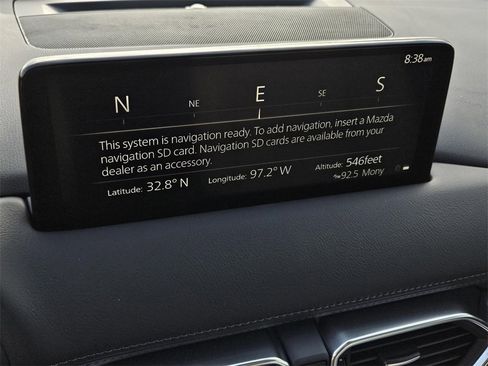 8:38am
N NE E SE S
This system is navigation ready. To add navigation, insert a Mazda
navigation SD card. Navigation SD cards are available from your
dealer as an accessory.
Latitude: 32.8° N Longitude: 97.2° W Altitude: 546feet
92.5 Mony